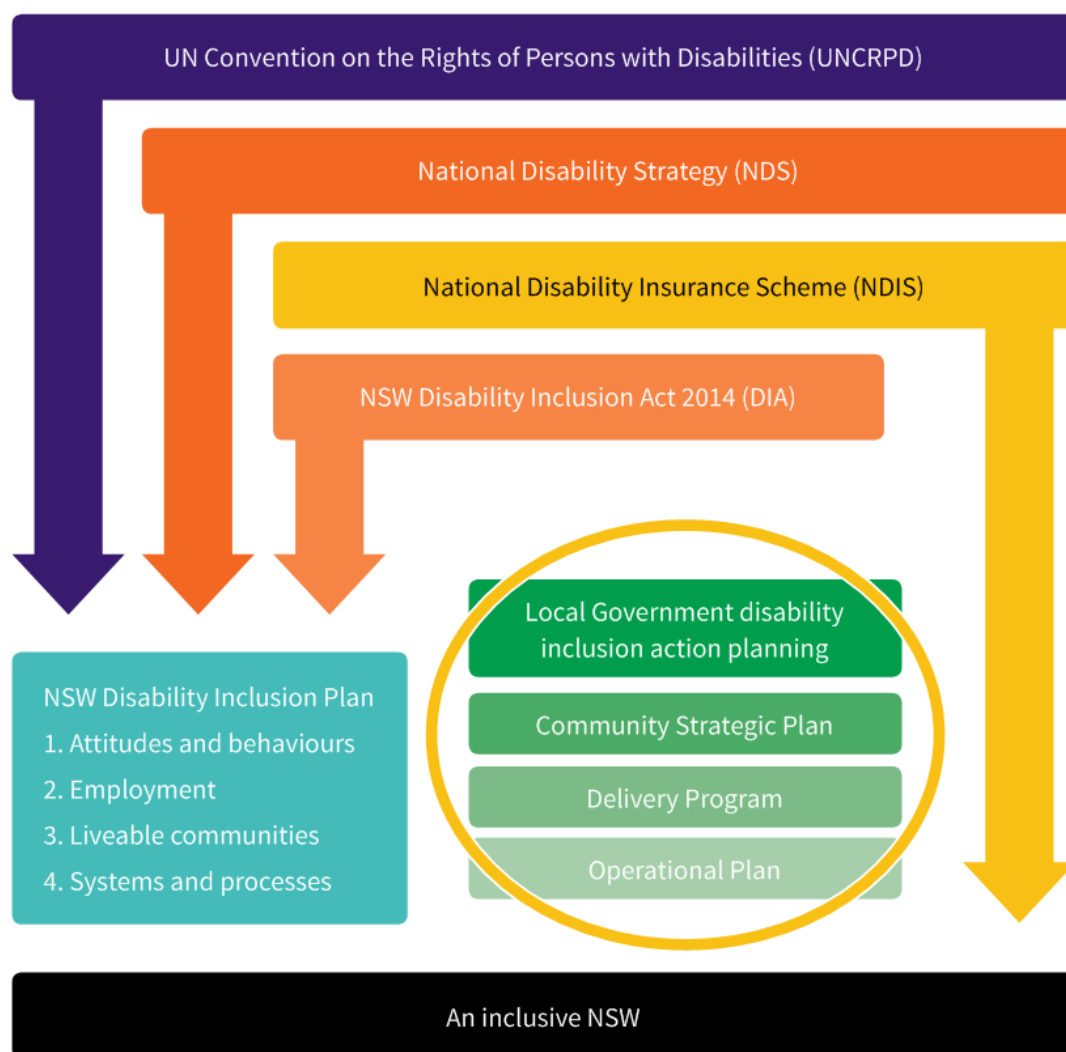 UN Convention on the Rights of Persons with Disabilities (UNCRPD)
National Disability Strategy (NDS)
National Disability Insurance Scheme (NDIS)
NSW Disability Inclusion Act 2014 (DIA)
Local Government disability
inclusion action planning
Community Strategic Plan
Delivery Program
Operational Plan
NSW Disability Inclusion Plan
1. Attitudes and behaviours
2. Employment
3. Liveable communities
4. Systems and processes
An inclusive NSW